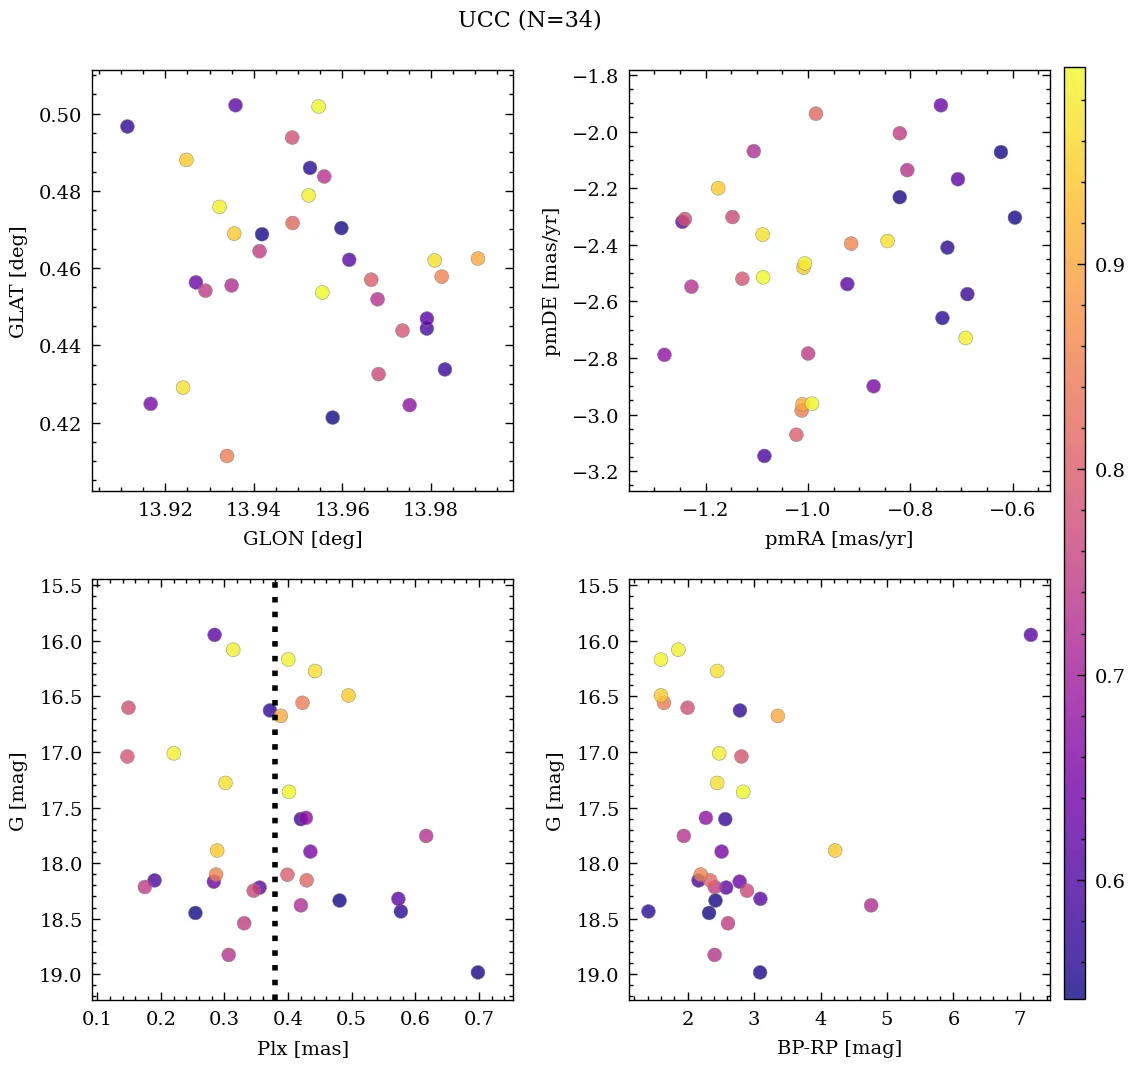 UCC (N=34)
0.50
0.48
0.46
0.44
0.42
GLAT [deg]
13.92 13.94 13.96 13.98
GLON [deg]
−1.8
−2.0
−2.2
−2.4
−2.6
−2.8
−3.0
−3.2
pmDE [mas/yr]
−1.2 −1.0 −0.8 −0.6
pmRA [mas/yr]
0.9
0.8
0.7
0.6
15.5
16.0
16.5
17.0
17.5
18.0
18.5
19.0
G [mag]
0.1 0.2 0.3 0.4 0.5 0.6 0.7
Plx [mas]
15.5
16.0
16.5
17.0
17.5
18.0
18.5
19.0
G [mag]
2 3 4 5 6 7
BP-RP [mag]